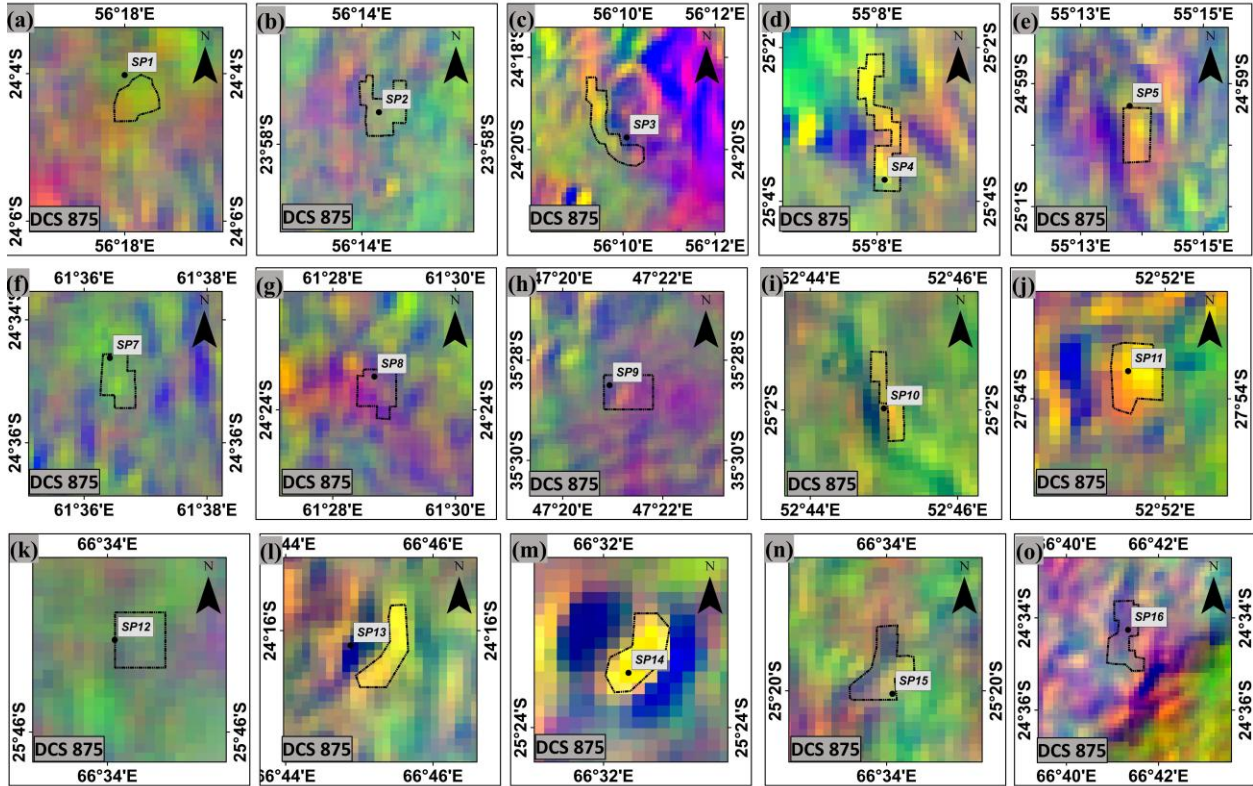 (a) 56°18'E
N
SP1
24°4'S 24°4'S
24°6'S 24°6'S
DCS 875
56°18'E
(b) 56°14'E
N
SP2
23°58'S 23°58'S
DCS 875
56°14'E
(c) 56°10'E 56°12'E
N
24°18'S 24°18'S
SP3
24°20'S 24°20'S
DCS 875
56°10'E 56°12'E
(d) 55°8'E
N
25°2'S 25°2'S
SP4
25°4'S 25°4'S
DCS 875
55°8'E
(e) 55°13'E 55°15'E
N
24°59'S 24°59'S
SP5
25°1'S 25°1'S
DCS 875
55°13'E 55°15'E
(f) 61°36'E 61°38'E
N
24°34'S 24°34'S
SP7
24°36'S 24°36'S
DCS 875
61°36'E 61°38'E
(g) 61°28'E 61°30'E
N
SP8
24°24'S 24°24'S
DCS 875
61°28'E 61°30'E
(h) 47°20'E 47°22'E
N
35°28'S 35°28'S
SP9
35°30'S 35°30'S
DCS 875
47°20'E 47°22'E
(i) 52°44'E 52°46'E
N
SP10
25°2'S 25°2'S
DCS 875
52°44'E 52°46'E
(j) 52°52'E
N
SP11
27°54'S 27°54'S
DCS 875
52°52'E
(k) 66°34'E
N
SP12
25°46'S 25°46'S
DCS 875
66°34'E
(l) 66°44'E 66°46'E
N
24°16'S 24°16'S
SP13
DCS 875
66°44'E 66°46'E
(m) 66°32'E
N
SP14
25°24'S 25°24'S
DCS 875
66°32'E
(n) 66°34'E
N
SP15
25°20'S 25°20'S
DCS 875
66°34'E
(o) 66°40'E 66°42'E
N
24°34'S 24°34'S
SP16
24°36'S 24°36'S
DCS 875
66°40'E 66°42'E